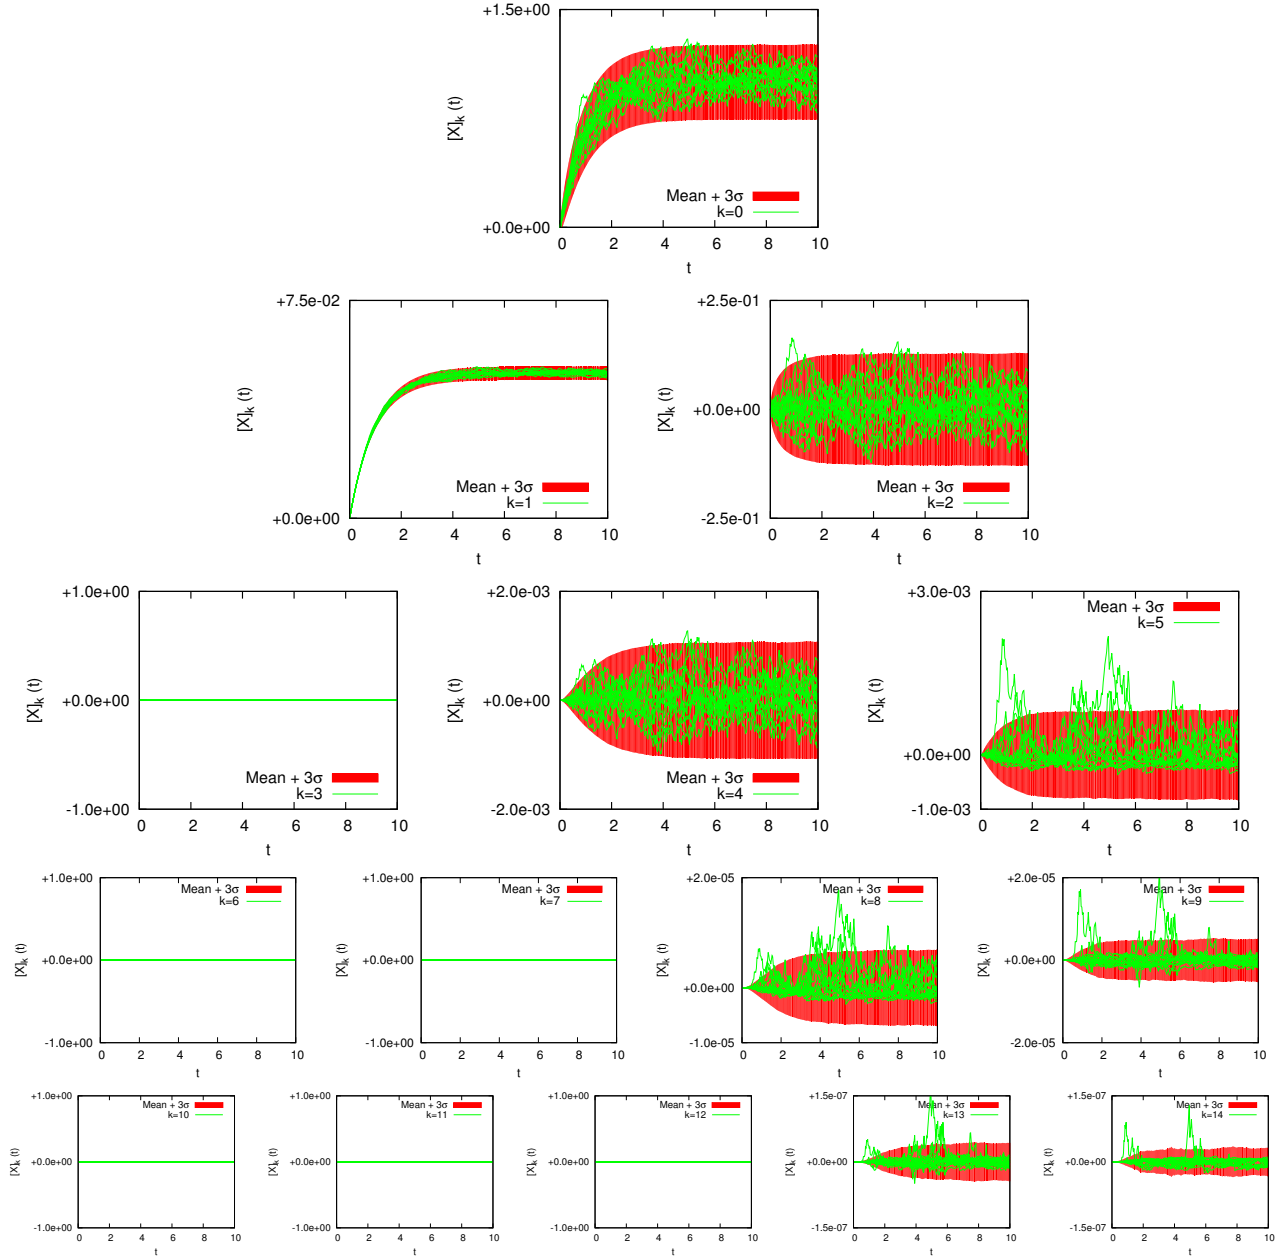 +1.5e+00
[X]k (t)
Mean + 3σ
k=0
+0.0e+00
0 2 4 6 8 10
t
+7.5e-02
[X]k (t)
Mean + 3σ
k=1
+0.0e+00
0 2 4 6 8 10
t
+2.5e-01
+0.0e+00
[X]k (t)
Mean + 3σ
k=2
-2.5e-01
0 2 4 6 8 10
t
+1.0e+00
+0.0e+00
[X]k (t)
Mean + 3σ
k=3
-1.0e+00
0 2 4 6 8 10
t
+2.0e-03
+0.0e+00
[X]k (t)
Mean + 3σ
k=4
-2.0e-03
0 2 4 6 8 10
t
+3.0e-03
Mean + 3σ
k=5
[X]k (t)
+0.0e+00
-1.0e-03
0 2 4 6 8 10
t
+1.0e+00
Mean + 3σ
k=6
[X]k (t)
+0.0e+00
-1.0e+00
0 2 4 6 8 10
t
+1.0e+00
Mean + 3σ
k=7
[X]k (t)
+0.0e+00
-1.0e+00
0 2 4 6 8 10
t
+2.0e-05
Mean + 3σ
k=8
[X]k (t)
+0.0e+00
-1.0e-05
0 2 4 6 8 10
t
+2.0e-05
Mean + 3σ
k=9
[X]k (t)
+0.0e+00
-2.0e-05
0 2 4 6 8 10
t
+1.0e+00
Mean + 3σ
k=10
[X]k (t)
+0.0e+00
-1.0e+00
0 2 4 6 8 10
t
+1.0e+00
Mean + 3σ
k=11
[X]k (t)
+0.0e+00
-1.0e+00
0 2 4 6 8 10
t
+1.0e+00
Mean + 3σ
k=12
[X]k (t)
+0.0e+00
-1.0e+00
0 2 4 6 8 10
t
+1.5e-07
Mean + 3σ
k=13
[X]k (t)
+0.0e+00
-1.5e-07
0 2 4 6 8 10
t
+1.5e-07
Mean + 3σ
k=14
[X]k (t)
+0.0e+00
-1.5e-07
0 2 4 6 8 10
t